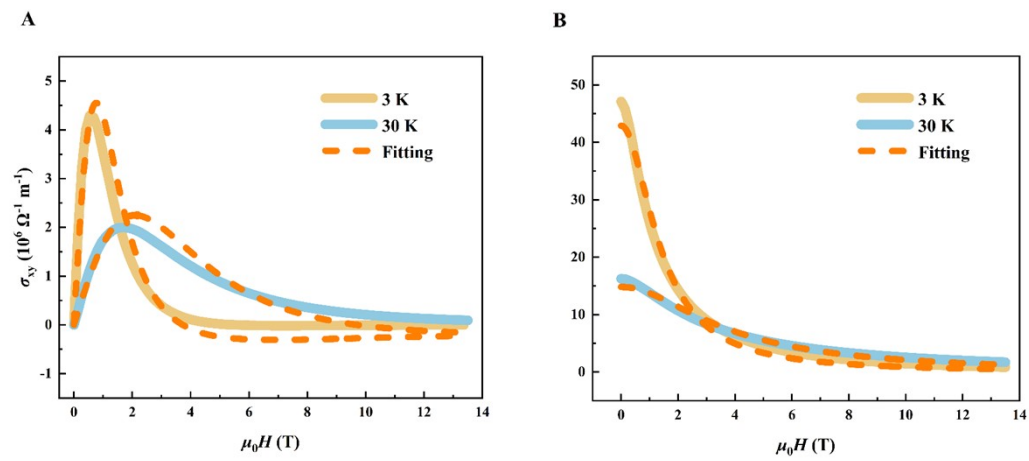 A
B
σxy (10⁶ Ω⁻¹ m⁻¹)
5
4
3
2
1
0
-1
3 K
30 K
Fitting
0 2 4 6 8 10 12 14
μ₀H (T)
50
40
30
20
10
0
3 K
30 K
Fitting
0 2 4 6 8 10 12 14
μ₀H (T)